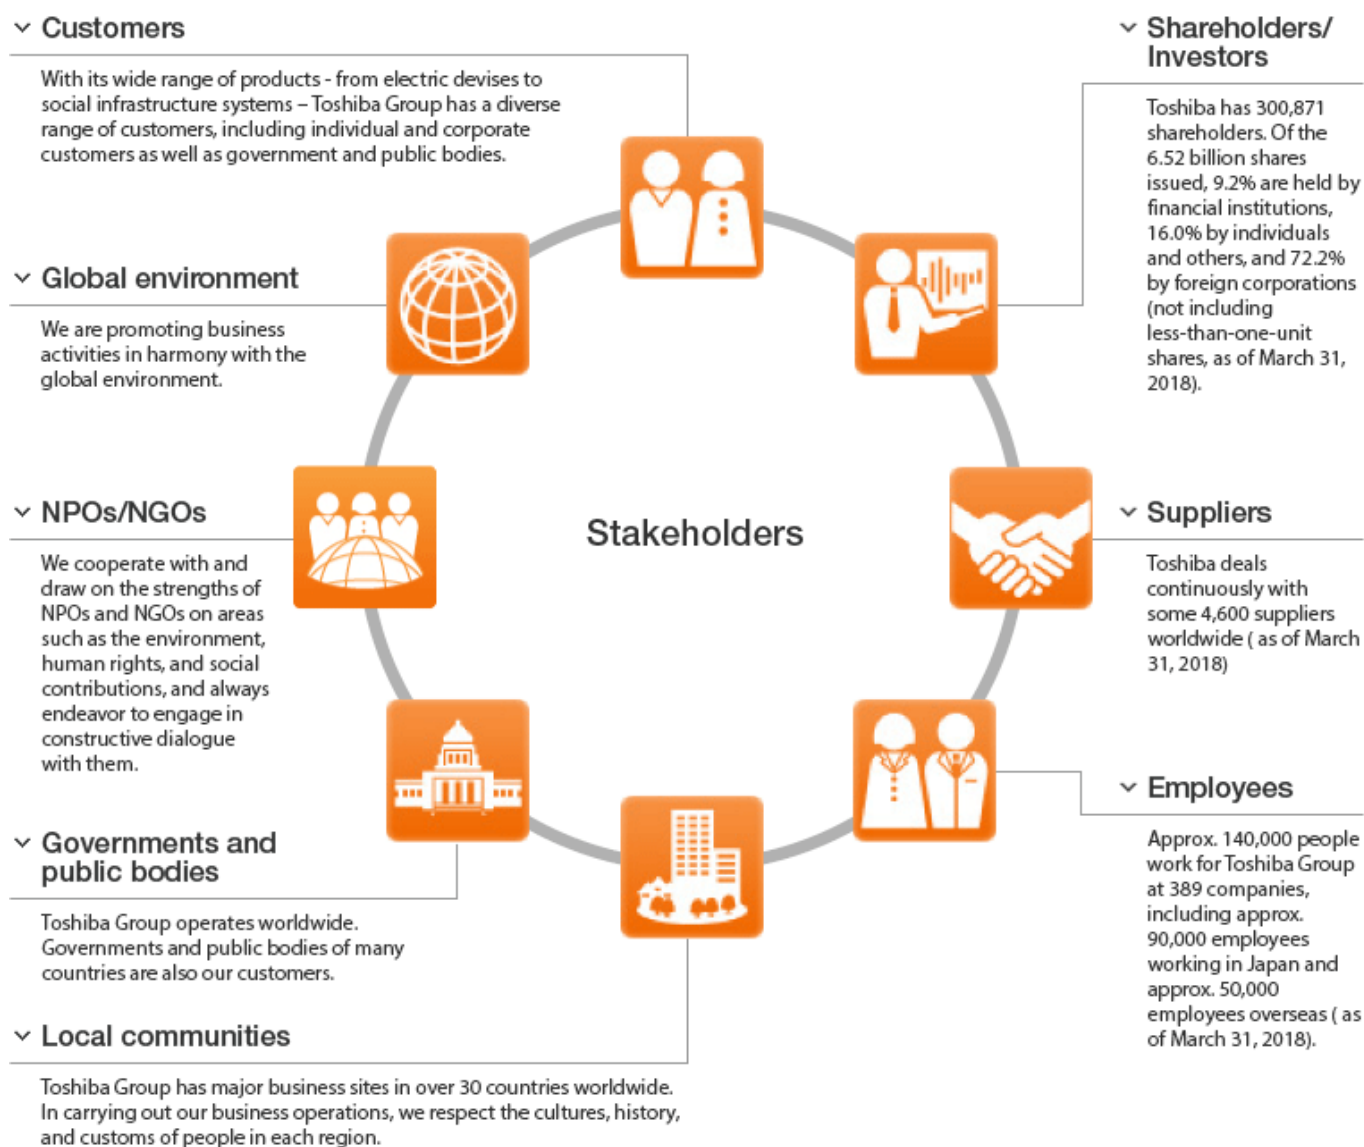 Customers
With its wide range of products - from electric devises to
social infrastructure systems – Toshiba Group has a diverse
range of customers, including individual and corporate
customers as well as government and public bodies.
Shareholders/
Investors
Toshiba has 300,871
shareholders. Of the
6.52 billion shares
issued, 9.2% are held by
financial institutions,
16.0% by individuals
and others, and 72.2%
by foreign corporations
(not including
less-than-one-unit
shares, as of March 31,
2018).
Global environment
We are promoting business
activities in harmony with the
global environment.
NPOs/NGOs
We cooperate with and
draw on the strengths of
NPOs and NGOs on areas
such as the environment,
human rights, and social
contributions, and always
endeavor to engage in
constructive dialogue
with them.
Stakeholders
Suppliers
Toshiba deals
continuously with
some 4,600 suppliers
worldwide ( as of March
31, 2018)
Employees
Approx. 140,000 people
work for Toshiba Group
at 389 companies,
including approx.
90,000 employees
working in Japan and
approx. 50,000
employees overseas ( as
of March 31, 2018).
Governments and
public bodies
Toshiba Group operates worldwide.
Governments and public bodies of many
countries are also our customers.
Local communities
Toshiba Group has major business sites in over 30 countries worldwide.
In carrying out our business operations, we respect the cultures, history,
and customs of people in each region.